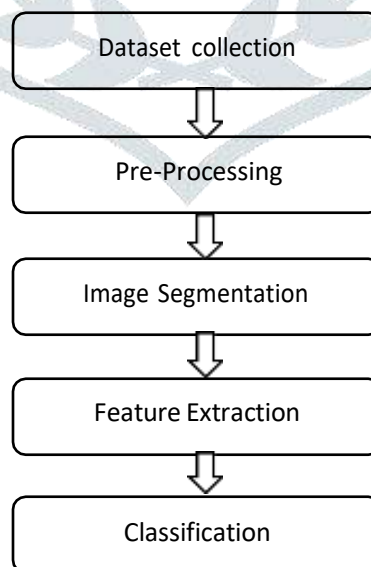 Dataset collection
Pre-Processing
Image Segmentation
Feature Extraction
Classification